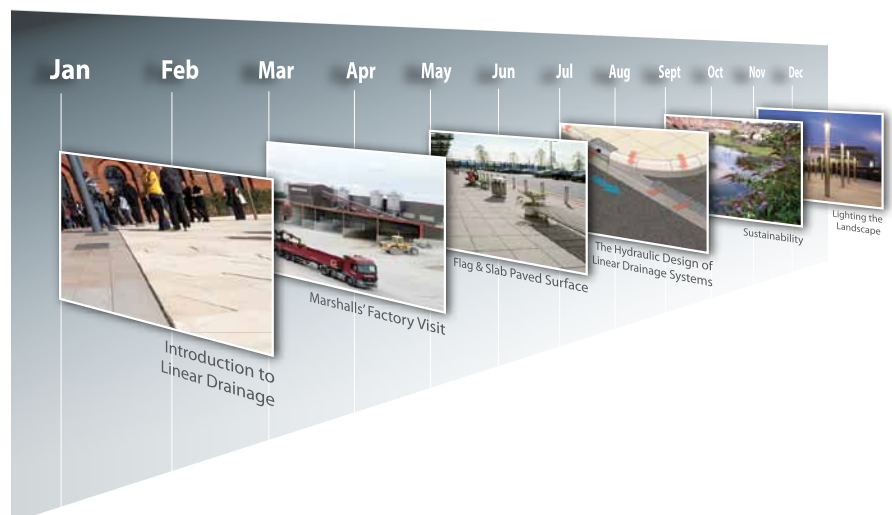 Jan Feb Mar Apr May Jun Jul Aug Sept Oct Nov Dec
Introduction to
Linear Drainage
Marshalls’ Factory Visit
Flag & Slab Paved Surface
The Hydraulic Design of
Linear Drainage Systems
Sustainability
Lighting the
Landscape